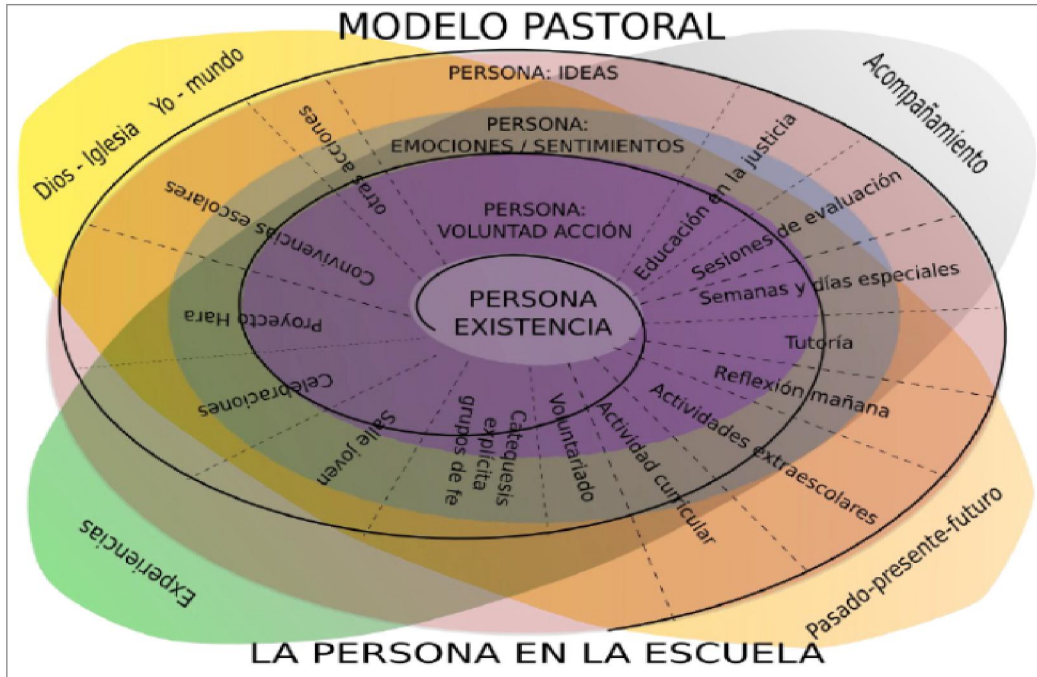 MODELO PASTORAL
PERSONA: IDEAS
PERSONA:
EMOCIONES / SENTIMIENTOS
PERSONA:
VOLUNTAD ACCIÓN
PERSONA
EXISTENCIA
Dios - Iglesia Yo - mundo
Acompañamiento
Educación en la justicia
Sesiones de evaluación
Semanas y días especiales
Tutoría
Reflexión mañana
Actividades extraescolares
Actividad curricular
Voluntariado
Catequesis
explícita
grupos de fe
Salle joven
Celebraciones
Proyecto Hara
Convivencias escolares
otras acciones
Experiencias
Pasado-presente-futuro
LA PERSONA EN LA ESCUELA